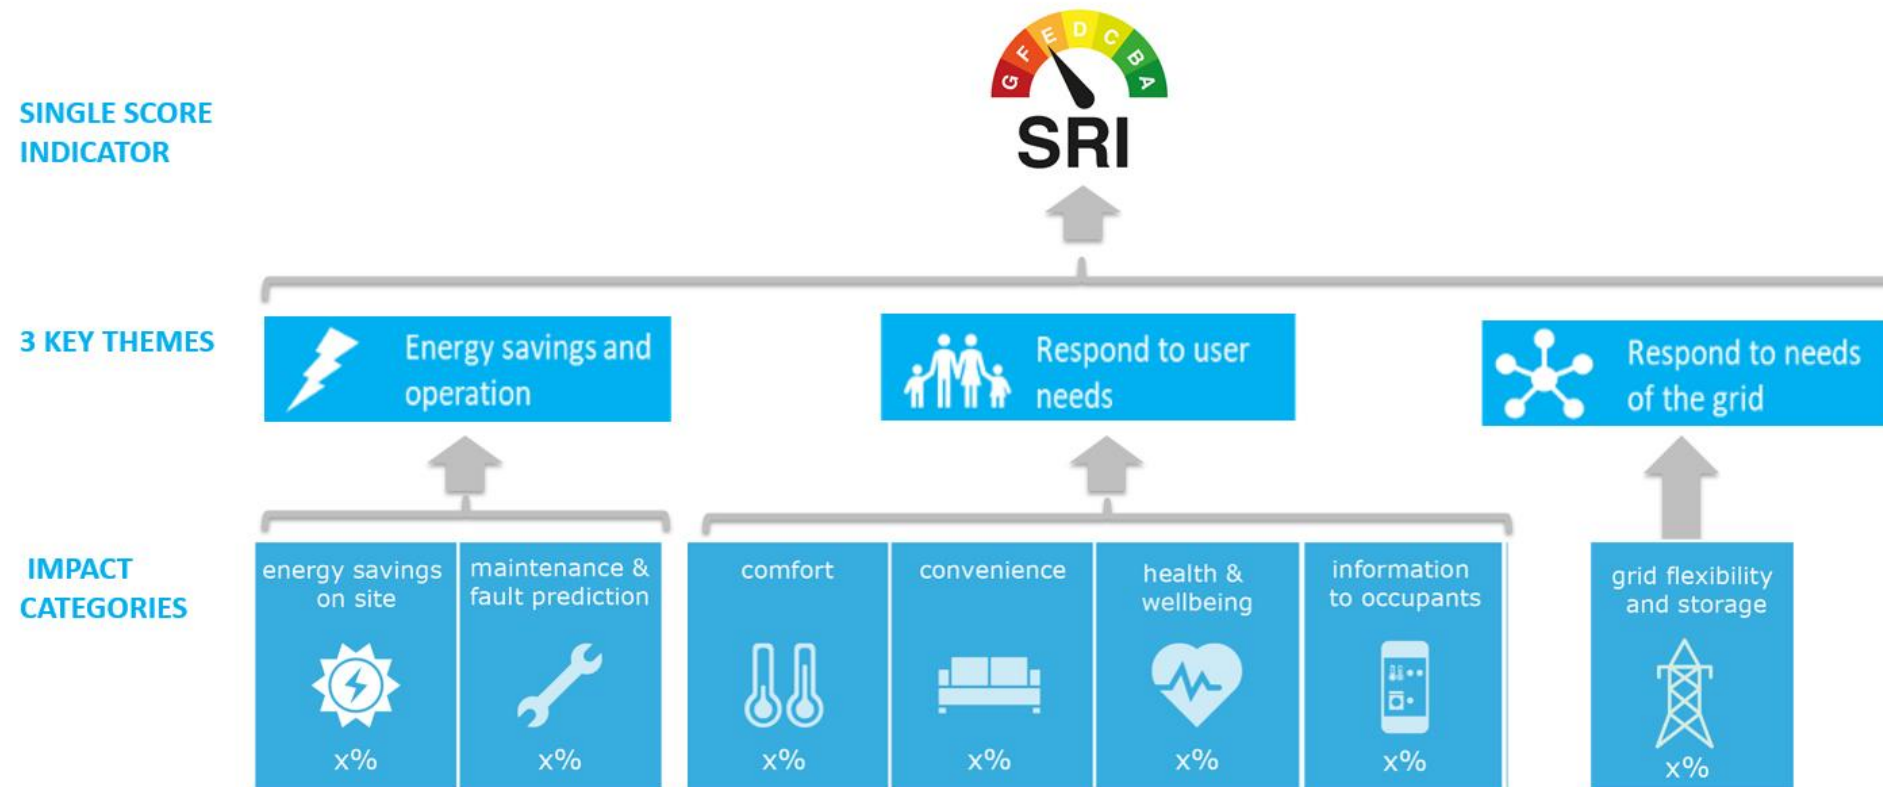 G F E D C B A
SINGLE SCORE
INDICATOR
SRI
3 KEY THEMES
Energy savings and
operation
Respond to user
needs
Respond to needs
of the grid
IMPACT
CATEGORIES
energy savings
on site
x%
maintenance &
fault prediction
x%
comfort
x%
convenience
x%
health &
wellbeing
x%
information
to occupants
x%
grid flexibility
and storage
x%